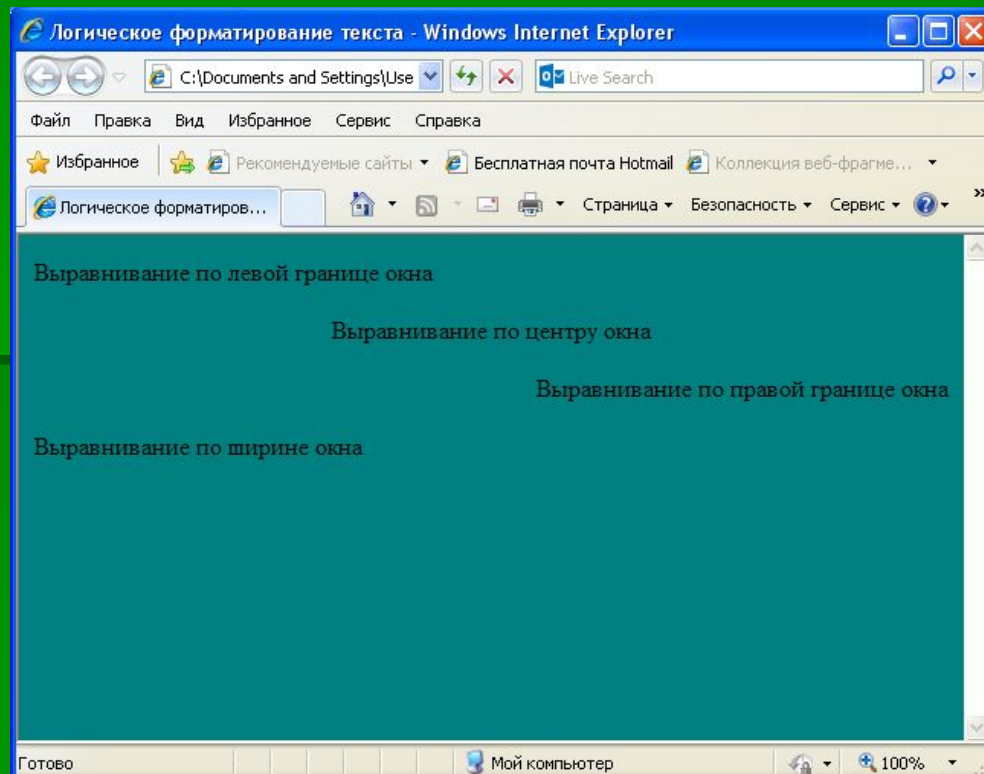 Логическое форматирование текста - Windows Internet Explorer
C:\Documents and Settings\Use Live Search
Файл Правка Вид Избранное Сервис Справка
Избранное Рекомендуемые сайты Бесплатная почта Hotmail Коллекция веб-фрагме...
Логическое форматиров... Страница Безопасность Сервис »
Выравнивание по левой границе окна
Выравнивание по центру окна
Выравнивание по правой границе окна
Выравнивание по ширине окна
Готово Мой компьютер 100%